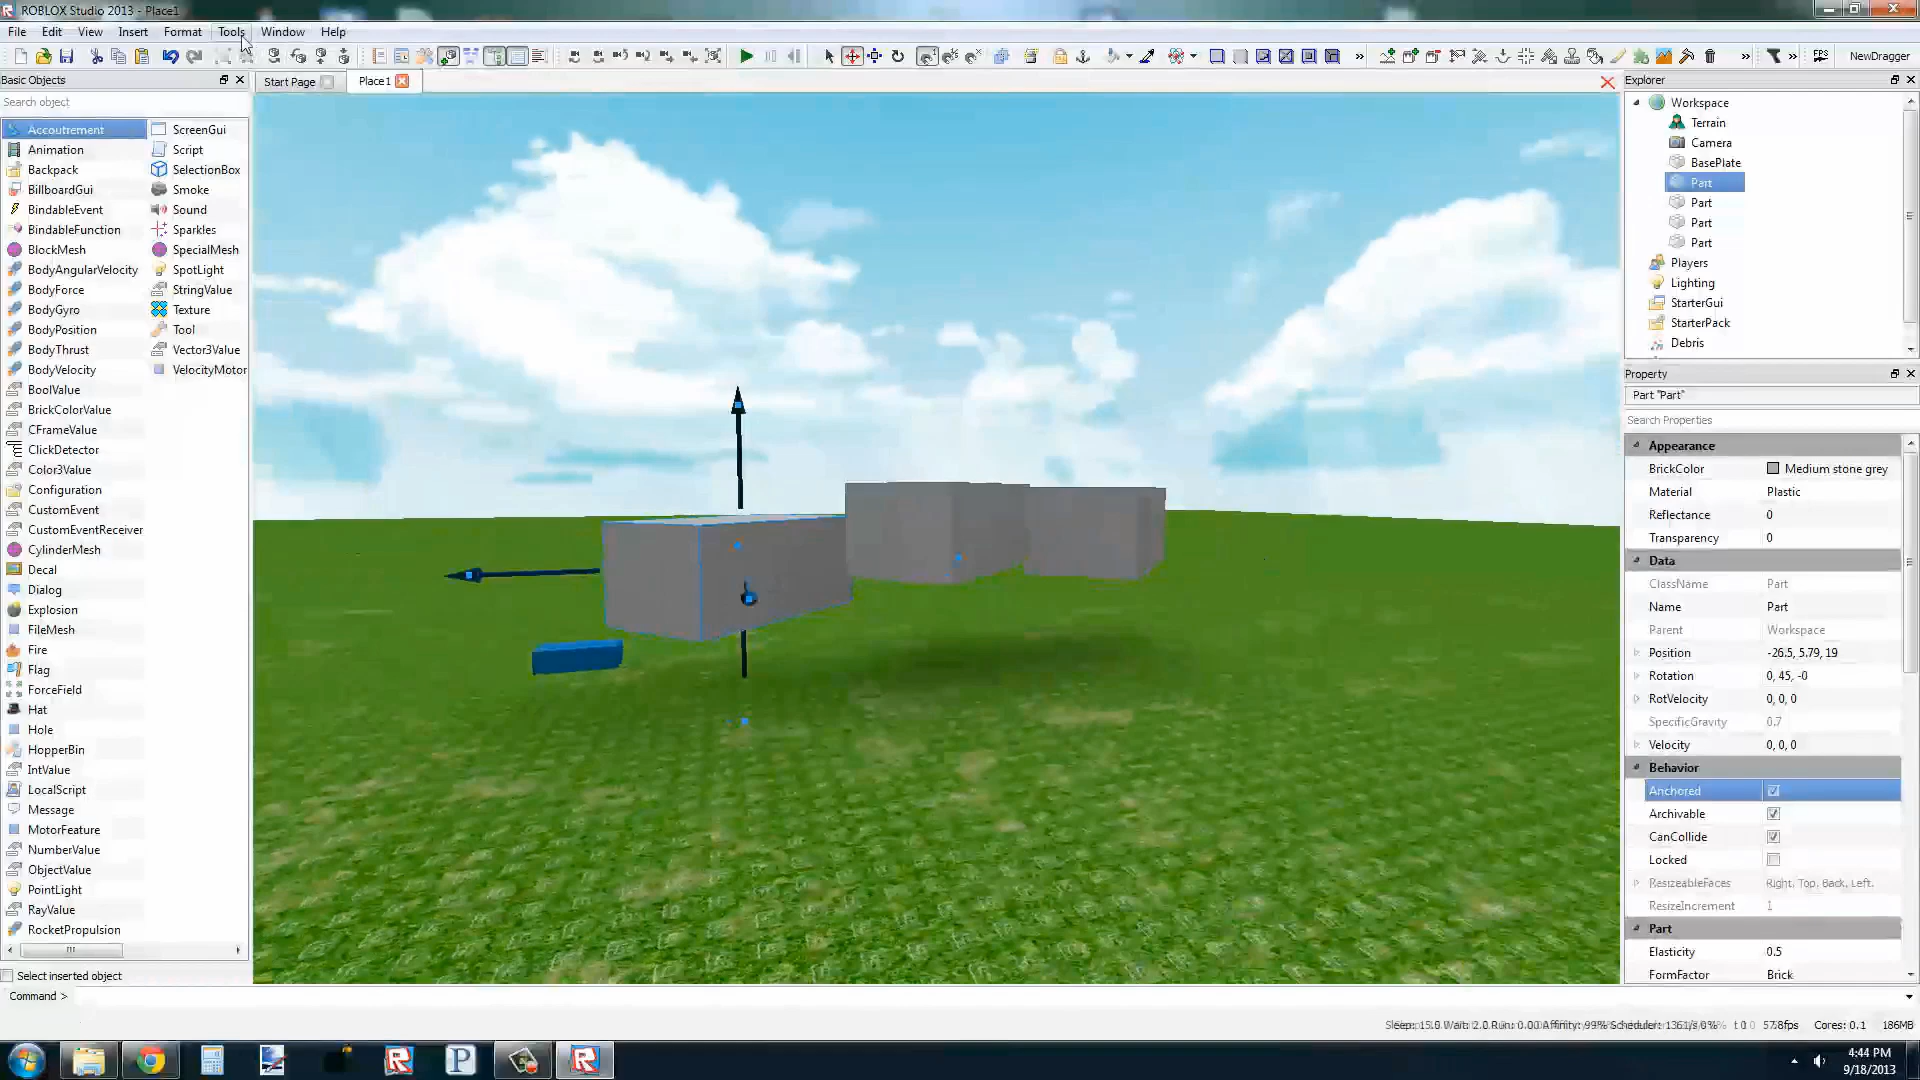 ROBLOX Studio 2013 - Place1
File Edit View Insert Format Tools Window Help
FPS NewDragger
Basic Objects
Start Page Place1
Search object
Accoutrement
Animation
Backpack
BillboardGui
BindableEvent
BindableFunction
BlockMesh
BodyAngularVelocity
BodyForce
BodyGyro
BodyPosition
BodyThrust
BodyVelocity
BoolValue
BrickColorValue
CFrameValue
ClickDetector
Color3Value
Configuration
CustomEvent
CustomEventReceiver
CylinderMesh
Decal
Dialog
Explosion
FileMesh
Fire
Flag
ForceField
Hat
Hole
HopperBin
IntValue
LocalScript
Message
MotorFeature
NumberValue
ObjectValue
PointLight
RayValue
RocketPropulsion
ScreenGui
Script
SelectionBox
Smoke
Sound
Sparkles
SpecialMesh
SpotLight
StringValue
Texture
Tool
Vector3Value
VelocityMotor
Select inserted object
Command >
Explorer
Workspace
Terrain
Camera
BasePlate
Part
Part
Part
Part
Players
Lighting
StarterGui
StarterPack
Debris
Property
Part "Part"
Search Properties
Appearance
BrickColor Medium stone grey
Material Plastic
Reflectance 0
Transparency 0
Data
ClassName Part
Name Part
Parent Workspace
Position -26.5, 5.79, 19
Rotation 0, 45, -0
RotVelocity 0, 0, 0
SpecificGravity 0.7
Velocity 0, 0, 0
Behavior
Anchored
Archivable
CanCollide
Locked
ResizeableFaces Right, Top, Back, Left,
ResizeIncrement 1
Part
Elasticity 0.5
FormFactor Brick
Cores: 0.1 186MB
4:44 PM
9/18/2013